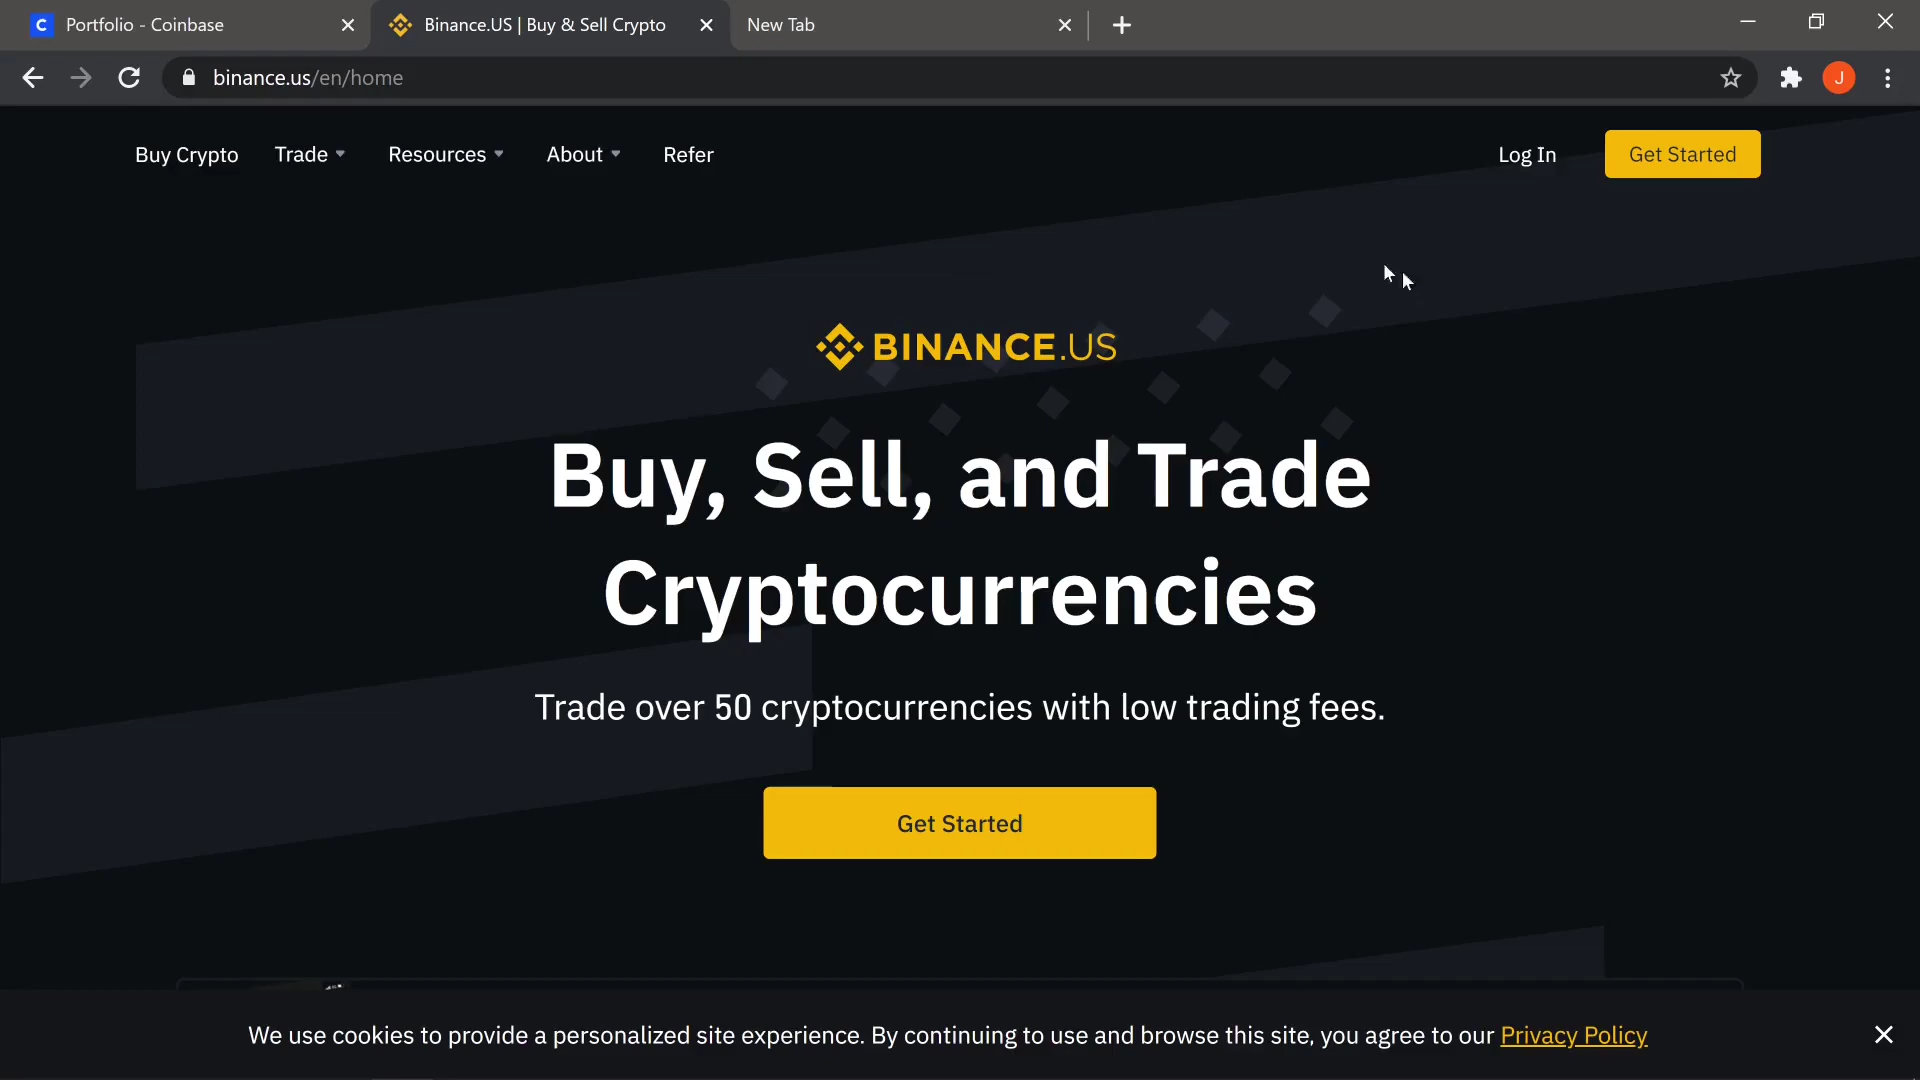 C Portfolio - Coinbase
Binance.US | Buy & Sell Crypto
New Tab
binance.us/en/home
J
Buy Crypto
Trade
Resources
About
Refer
Log In
Get Started
BINANCE.US
Buy, Sell, and Trade
Cryptocurrencies
Trade over 50 cryptocurrencies with low trading fees.
Get Started
We use cookies to provide a personalized site experience. By continuing to use and browse this site, you agree to our Privacy Policy